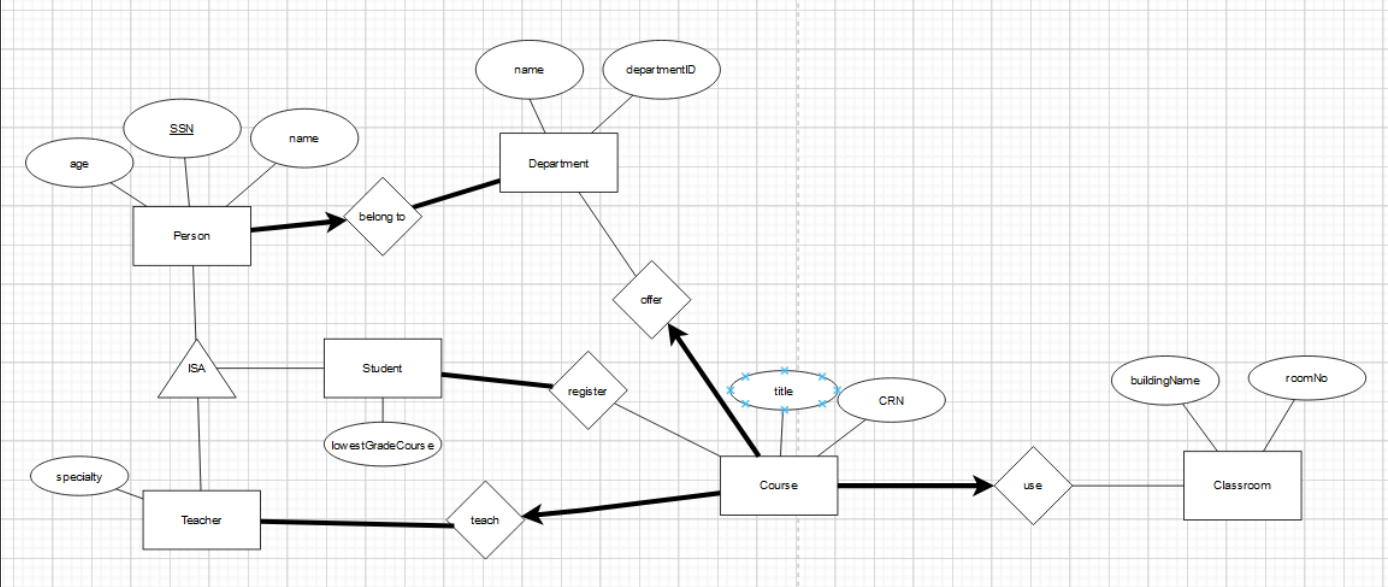 name
departmentID
SSN
name
age
Department
belong to
Person
offer
ISA
Student
register
title
CRN
buildingName
roomNo
lowestGradeCourse
specialty
Course
use
Classroom
Teacher
teach